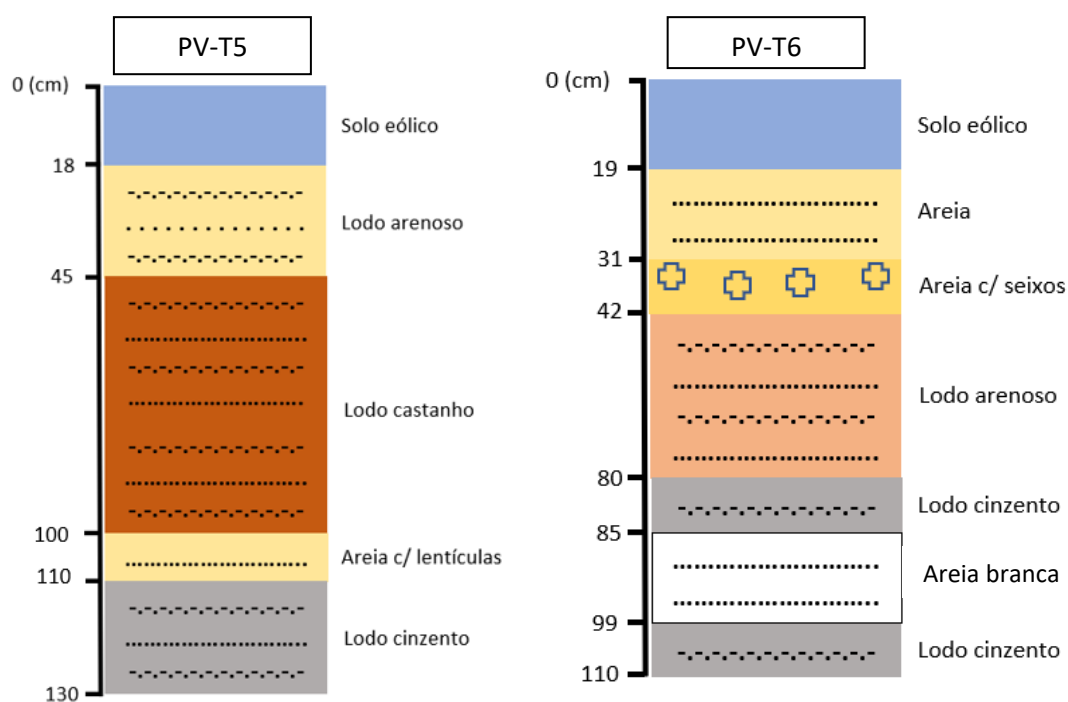 PV-T5
0 (cm)
Solo eólico
18
Lodo arenoso
45
Lodo castanho
100
Areia c/ lentículas
110
Lodo cinzento
130
PV-T6
0 (cm)
Solo eólico
19
Areia
31
Areia c/ seixos
42
Lodo arenoso
80
Lodo cinzento
85
Areia branca
99
Lodo cinzento
110